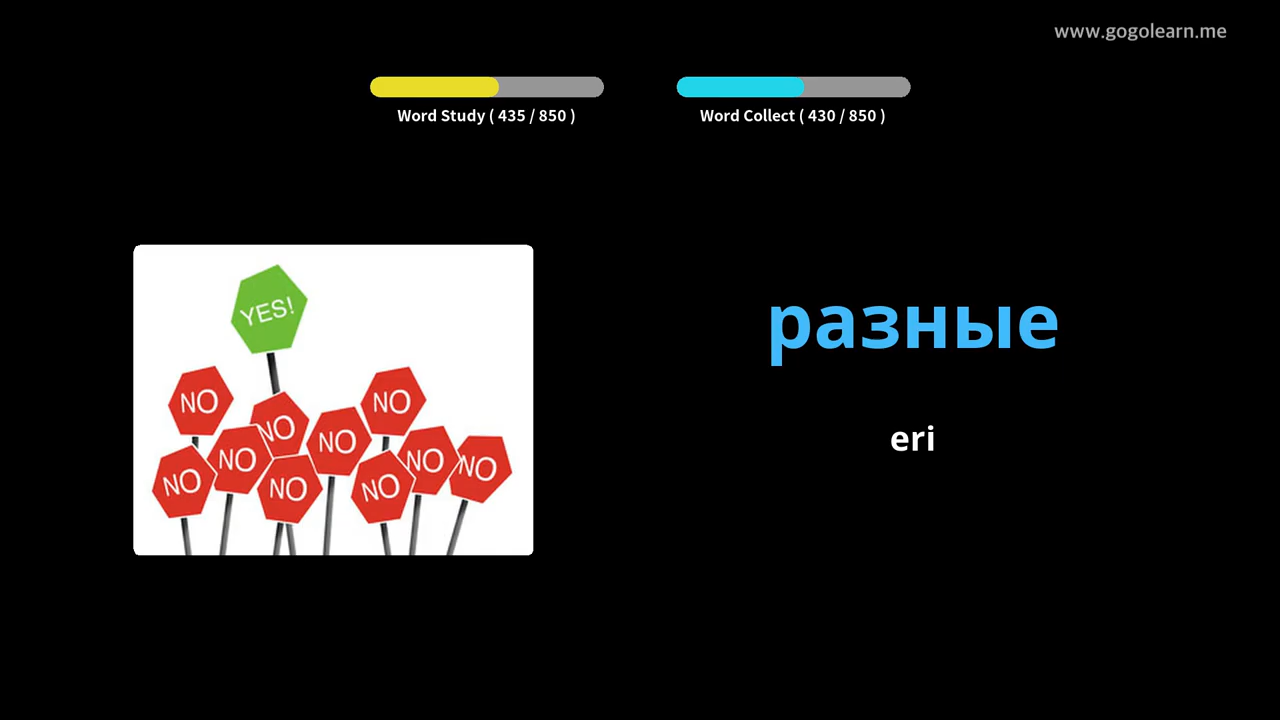 www.gogolearn.me
Word Study ( 435 / 850 )
Word Collect ( 430 / 850 )
YES!
NO
NO
NO
NO
NO
NO
NO
NO
NO
NO
разные
eri